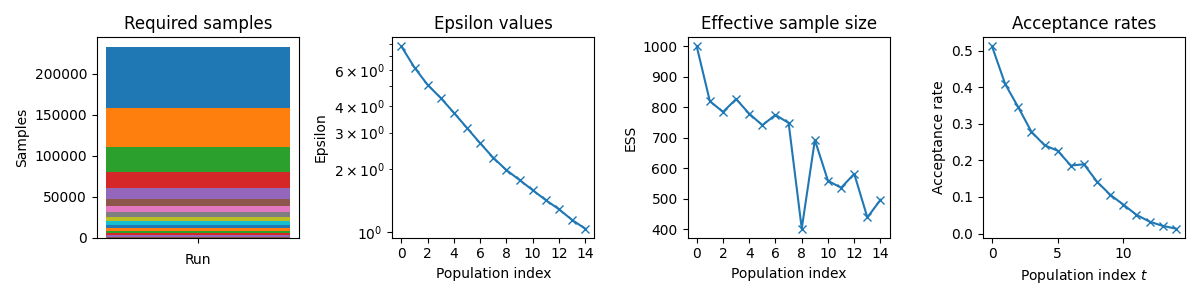 Required samples
Samples
200000
150000
100000
50000
0
Run
Epsilon values
Epsilon
6 × 10⁰
4 × 10⁰
3 × 10⁰
2 × 10⁰
10⁰
0 2 4 6 8 10 12 14
Population index
Effective sample size
ESS
1000
900
800
700
600
500
400
0 2 4 6 8 10 12 14
Population index
Acceptance rates
Acceptance rate
0.5
0.4
0.3
0.2
0.1
0.0
0 5 10
Population index t